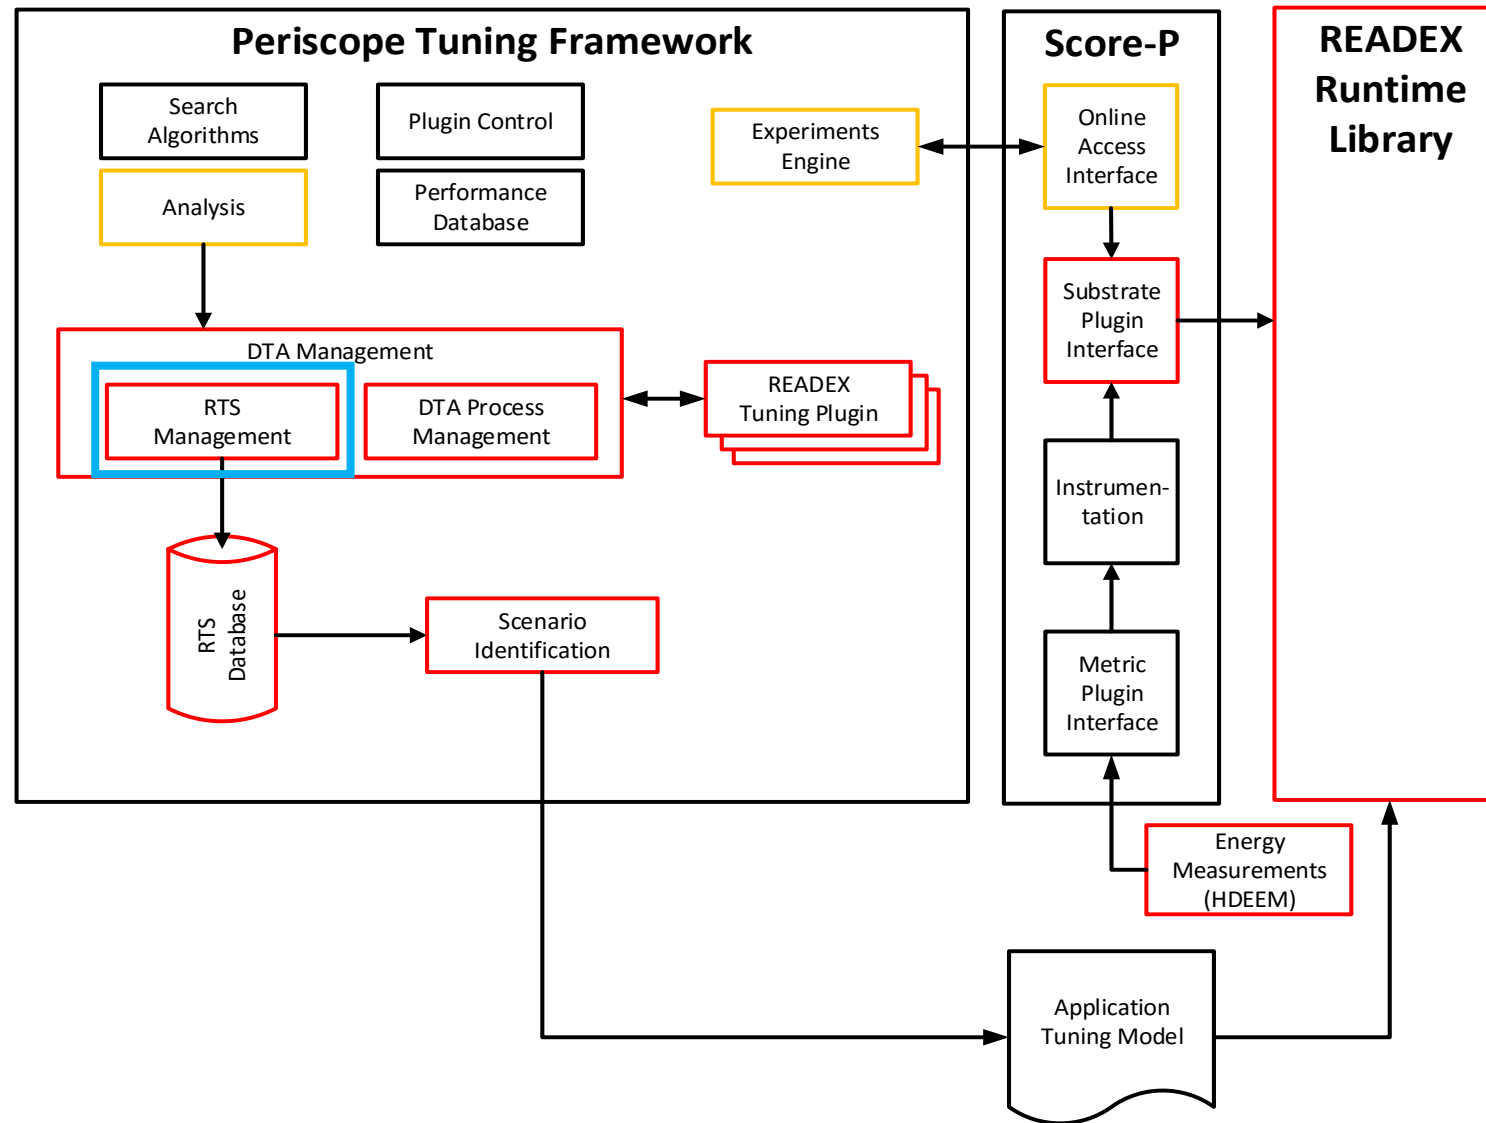 Periscope Tuning Framework
Search
Algorithms
Plugin Control
Analysis
Performance
Database
Experiments
Engine
DTA Management
RTS
Management
DTA Process
Management
READEX
Tuning Plugin
RTS
Database
Scenario
Identification
Score-P
Online
Access
Interface
Substrate
Plugin
Interface
Instrumen-
tation
Metric
Plugin
Interface
Energy
Measurements
(HDEEM)
READEX
Runtime
Library
Application
Tuning Model